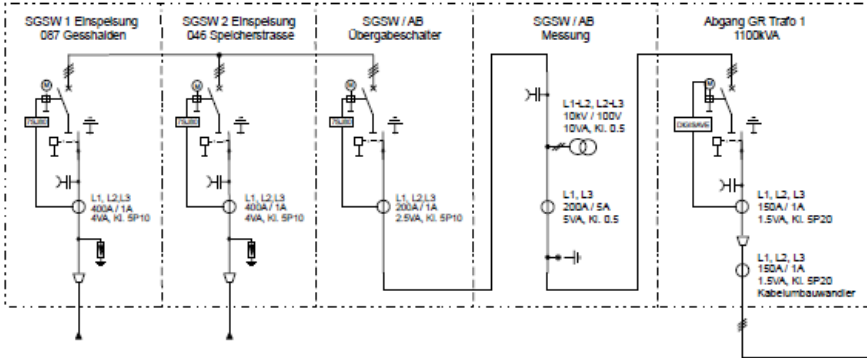 SGSW 1 Einspeisung
087 Gesshalden
SGSW 2 Einspeisung
046 Speicherstrasse
SGSW / AB
Übergabeschalter
SGSW / AB
Messung
Abgang GR Trafo 1
1100kVA
M
M
M
M
7SJ80
7SJ80
7SJ80
DIGISAVE
L1, L2,L3
400A / 1A
4VA, Kl. 5P10
L1, L2,L3
400A / 1A
4VA, Kl. 5P10
L1, L2,L3
200A / 1A
2.5VA, Kl. 5P10
L1-L2, L2-L3
10kV / 100V
10VA, Kl. 0.5
L1, L3
200A / 5A
5VA, Kl. 0.5
L1, L2, L3
150A / 1A
1.5VA, Kl. 5P20
L1, L2, L3
150A / 1A
1.5VA, Kl. 5P20
Kabelumbauwandler